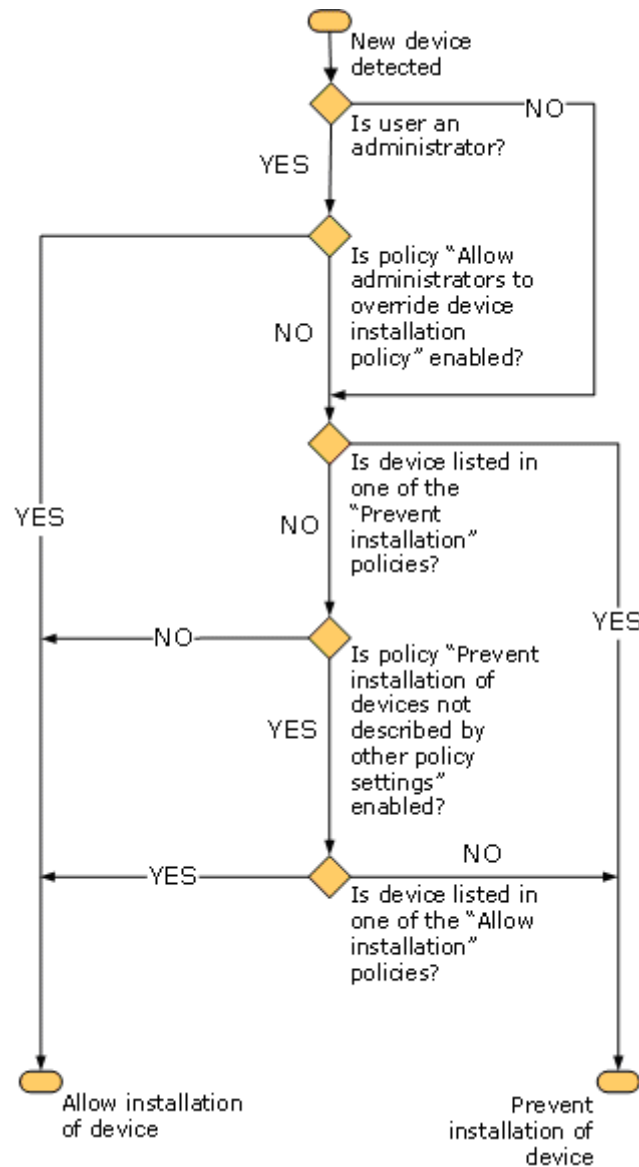 New device
detected
NO
Is user an
administrator?
YES
Is policy “Allow
administrators to
override device
installation
policy” enabled?
NO
Is device listed in
one of the
“Prevent
installation”
policies?
YES
NO
YES
NO
Is policy “Prevent
installation of
devices not
described by
other policy
settings”
enabled?
YES
NO
YES
Is device listed in
one of the “Allow
installation”
policies?
Allow installation
of device
Prevent
installation of
device